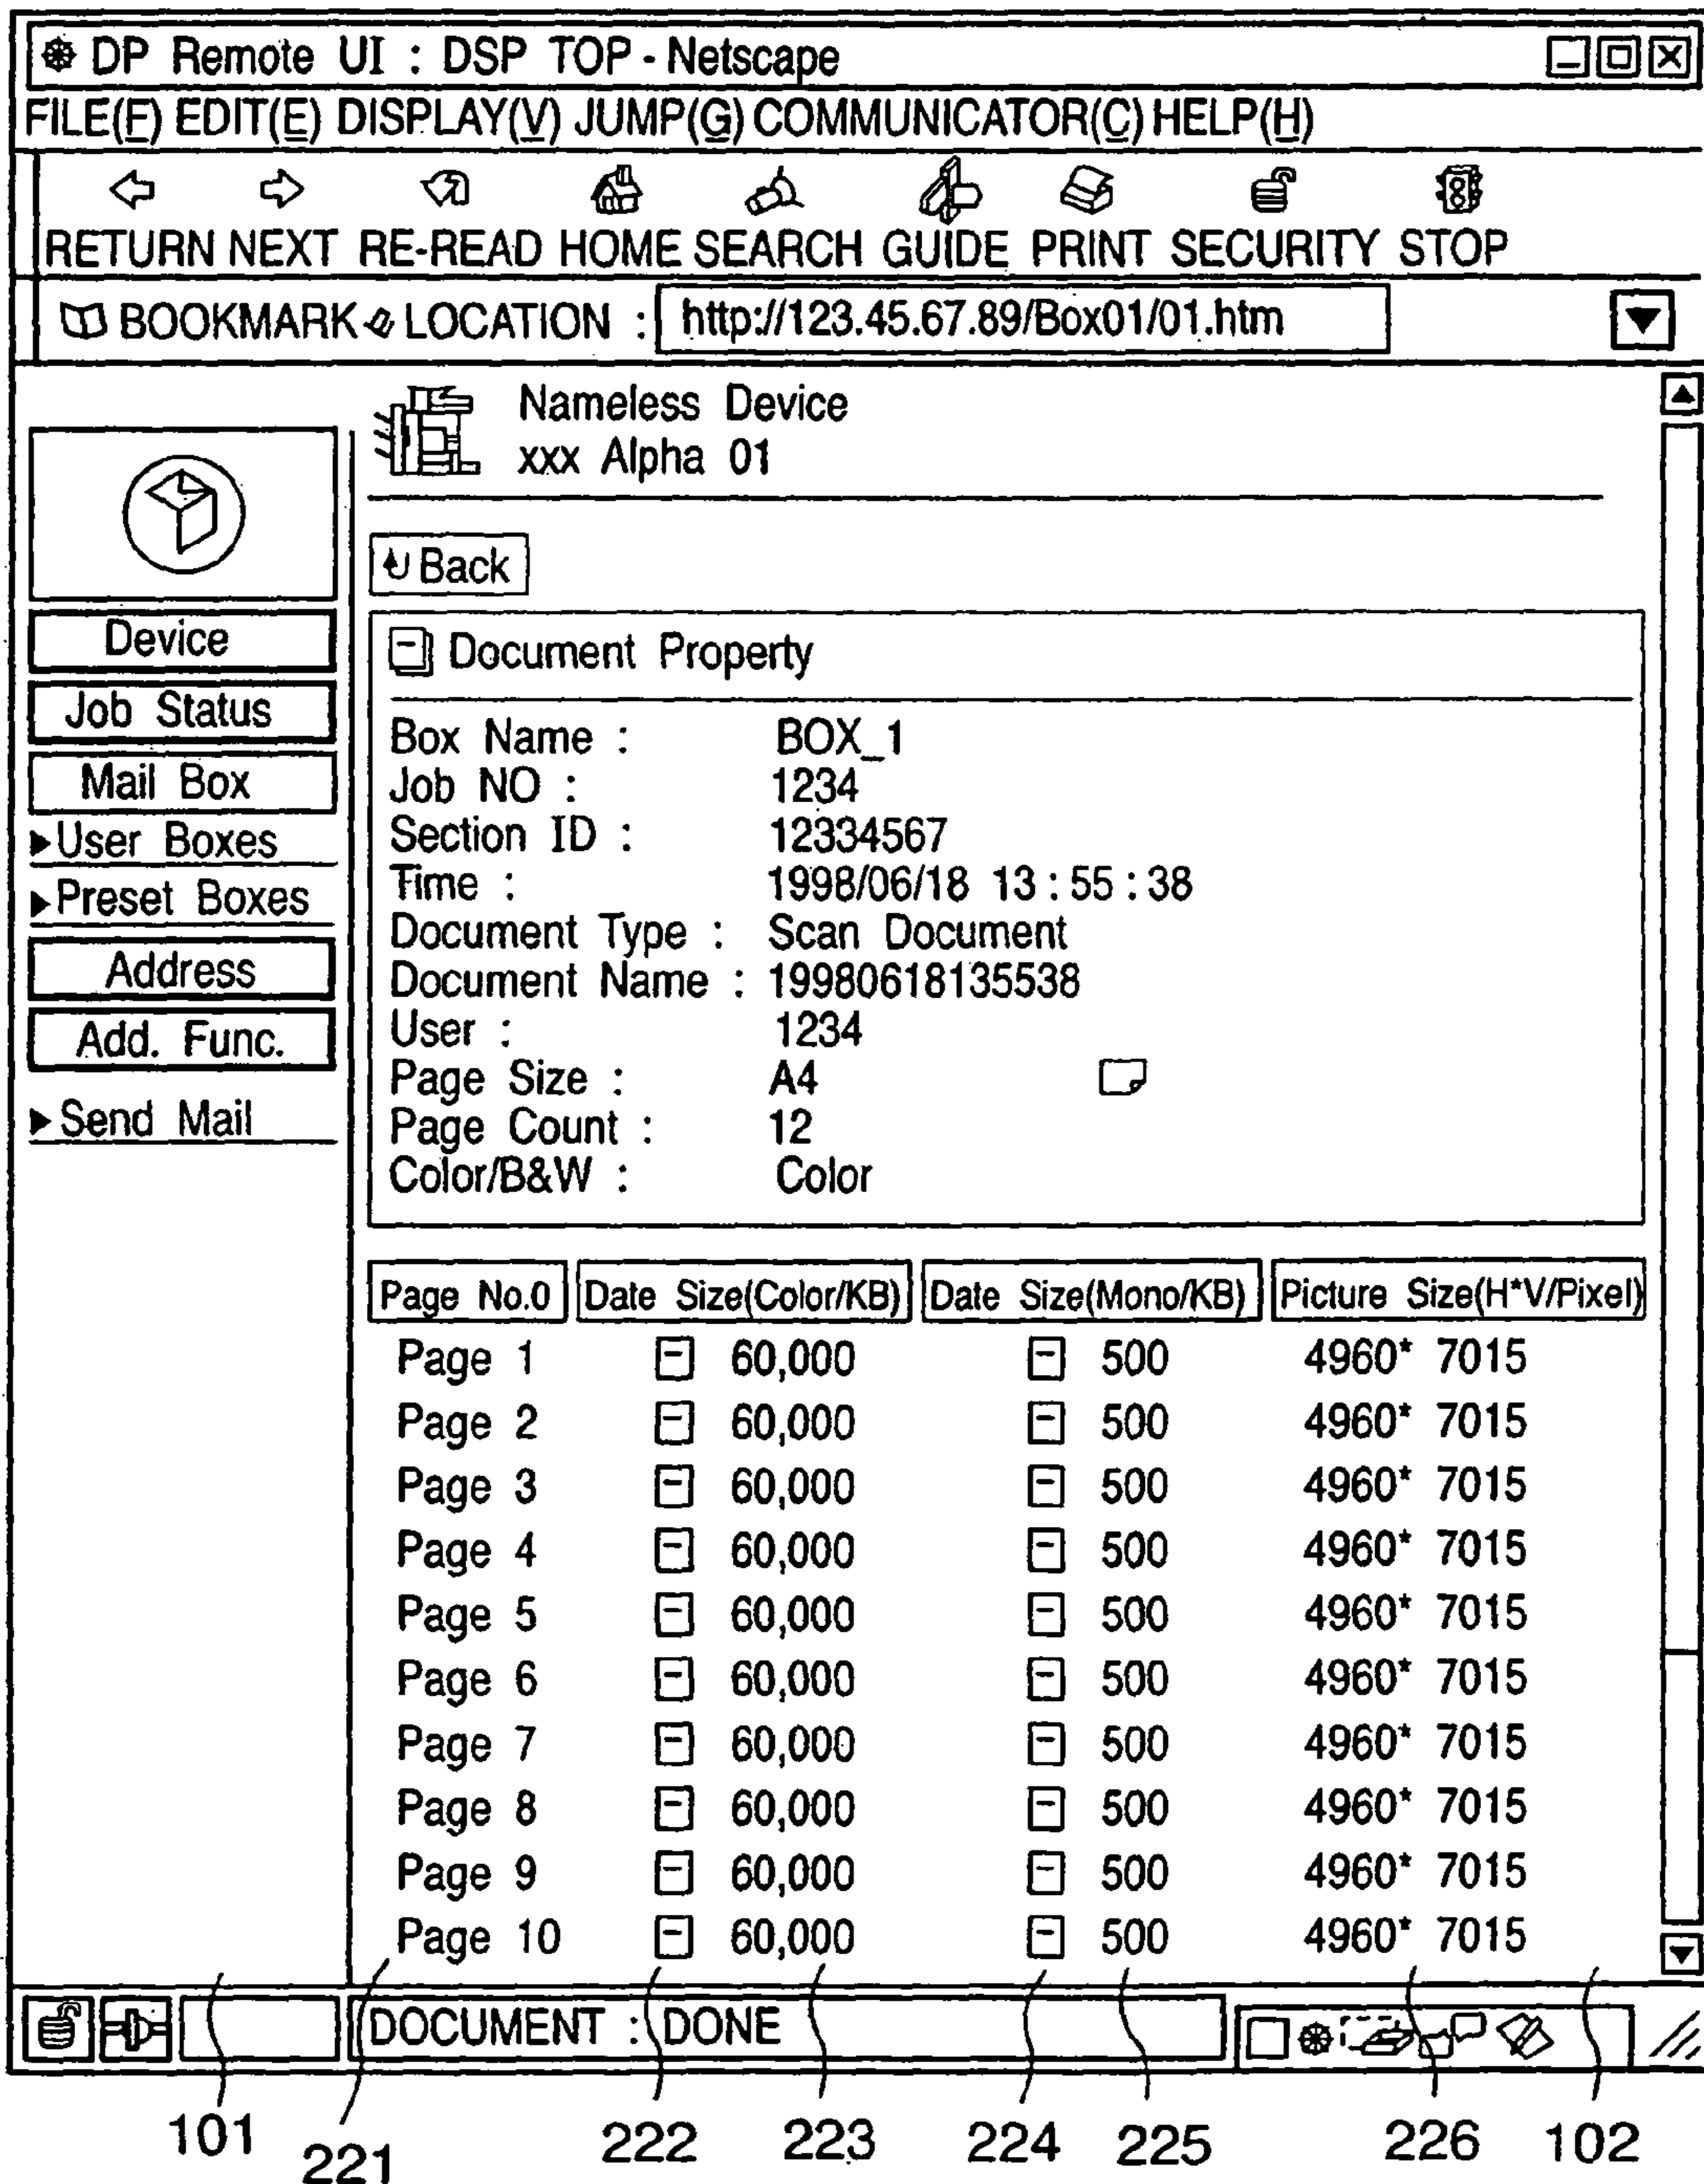 DP Remote UI : DSP TOP - Netscape
FILE(F) EDIT(E) DISPLAY(V) JUMP(G) COMMUNICATOR(C) HELP(H)
RETURN NEXT RE-READ HOME SEARCH GUIDE PRINT SECURITY STOP
BOOKMARK LOCATION : http://123.45.67.89/Box01/01.htm
Nameless Device
xxx Alpha 01
Back
Device
Job Status
Mail Box
▶User Boxes
▶Preset Boxes
Address
Add. Func.
▶Send Mail
Document Property
Box Name : BOX_1
Job NO : 1234
Section ID : 12334567
Time : 1998/06/18 13 : 55 : 38
Document Type : Scan Document
Document Name : 19980618135538
User : 1234
Page Size : A4
Page Count : 12
Color/B&W : Color
Page No.0 Date Size(Color/KB) Date Size(Mono/KB) Picture Size(H*V/Pixel)
Page 1 60,000 500 4960* 7015
Page 2 60,000 500 4960* 7015
Page 3 60,000 500 4960* 7015
Page 4 60,000 500 4960* 7015
Page 5 60,000 500 4960* 7015
Page 6 60,000 500 4960* 7015
Page 7 60,000 500 4960* 7015
Page 8 60,000 500 4960* 7015
Page 9 60,000 500 4960* 7015
Page 10 60,000 500 4960* 7015
DOCUMENT : DONE
101 221 222 223 224 225 226 102